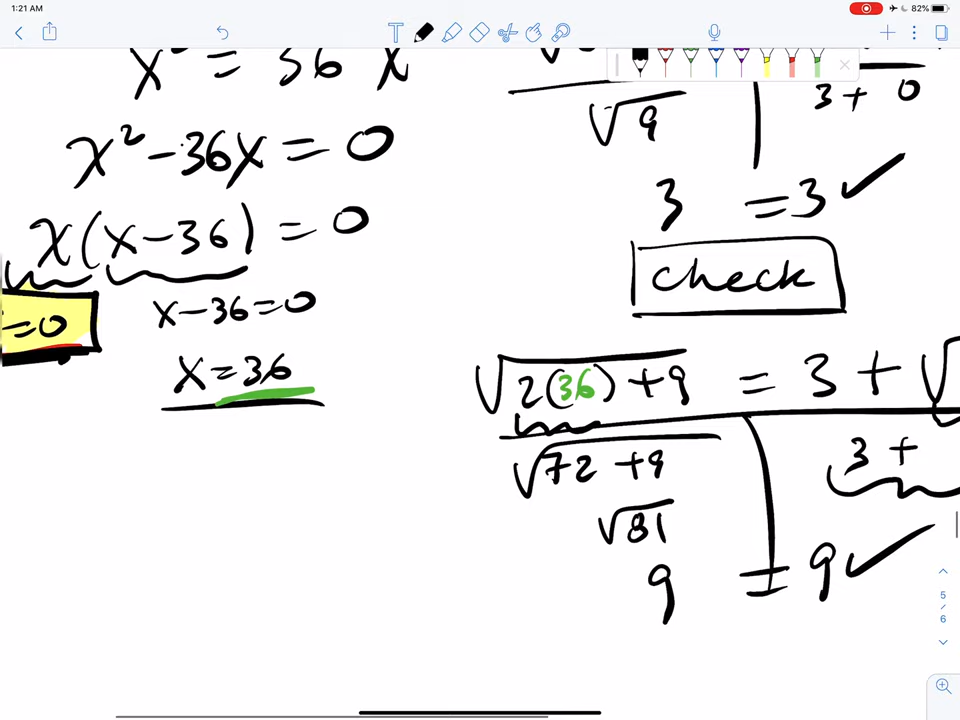 1:21 AM
82%
x² = 36 x
x² - 36x = 0
x(x - 36) = 0
x - 36 = 0
= 0
x = 36
√9
3 + 0
3 = 3 ✓
check
√2(36) + 9 = 3 + √
√72 + 9
3 +
√81
9 = 9 ✓
5
/
6